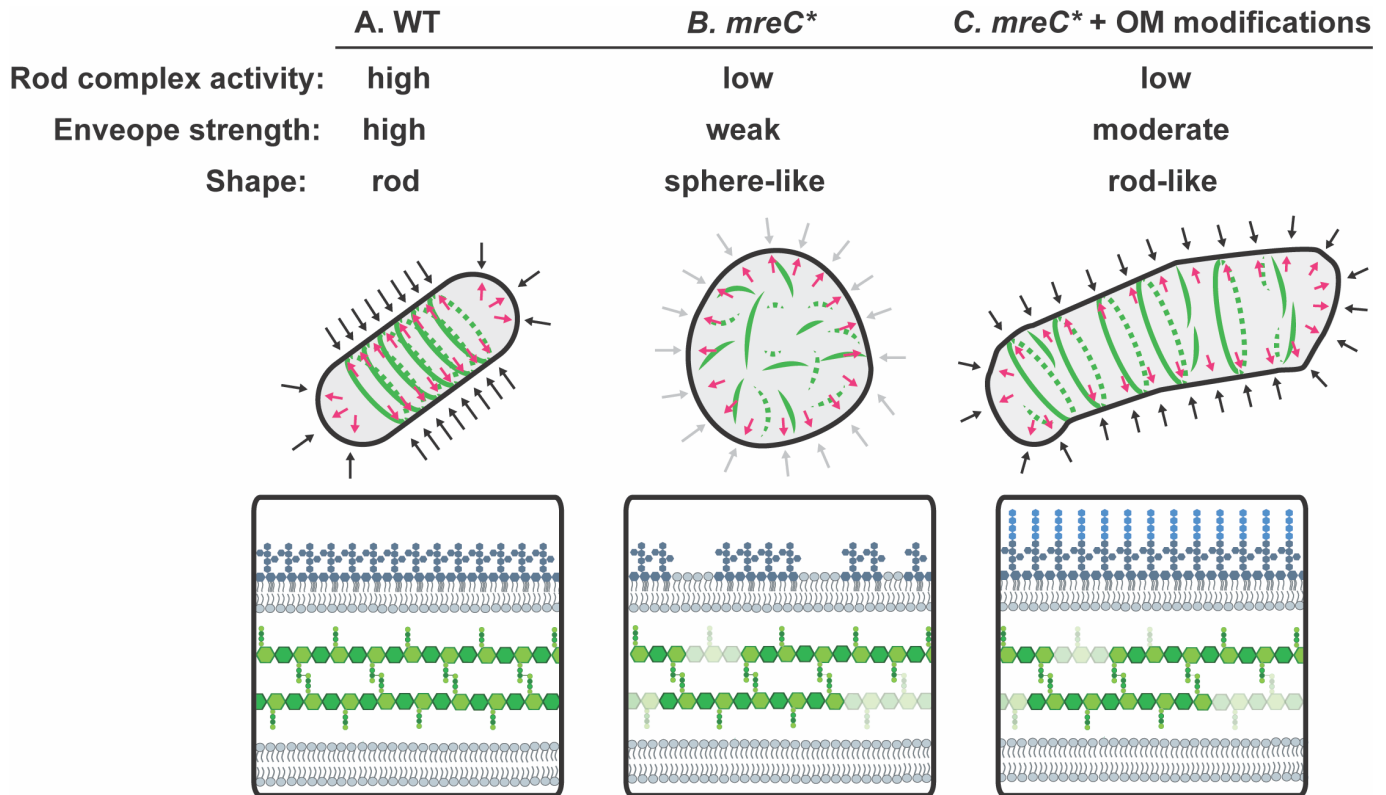 A. WT B. mreC* C. mreC* + OM modifications
Rod complex activity: high low low
Enveope strength: high weak moderate
Shape: rod sphere-like rod-like